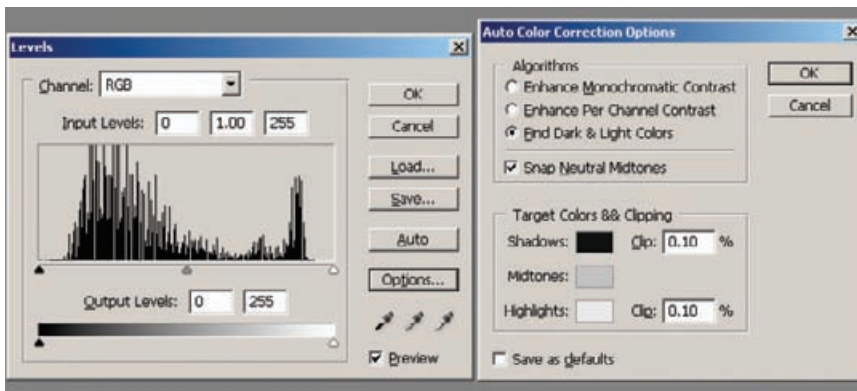 Levels
Channel: RGB
OK
Input Levels: 0 1.00 255
Cancel
Load...
Save...
Auto
Options...
Output Levels: 0 255
Preview
Auto Color Correction Options
Algorithms
Enhance Monochromatic Contrast
Enhance Per Channel Contrast
Find Dark & Light Colors
Snap Neutral Midtones
OK
Cancel
Target Colors && Clipping
Shadows: Clip: 0.10 %
Midtones:
Highlights: Clip: 0.10 %
Save as defaults